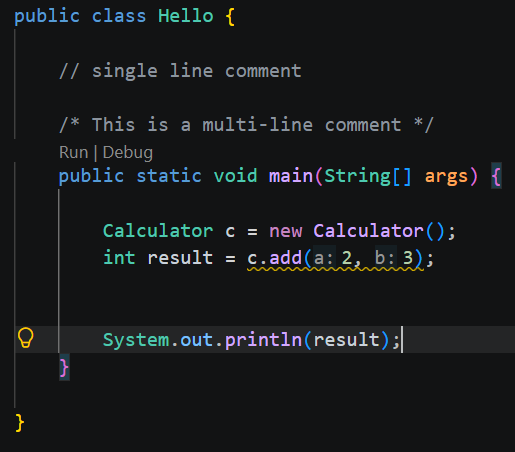 public class Hello {
// single line comment
/* This is a multi-line comment */
Run | Debug
public static void main(String[] args) {
Calculator c = new Calculator();
int result = c.add(a: 2, b: 3);
System.out.println(result);
}
}